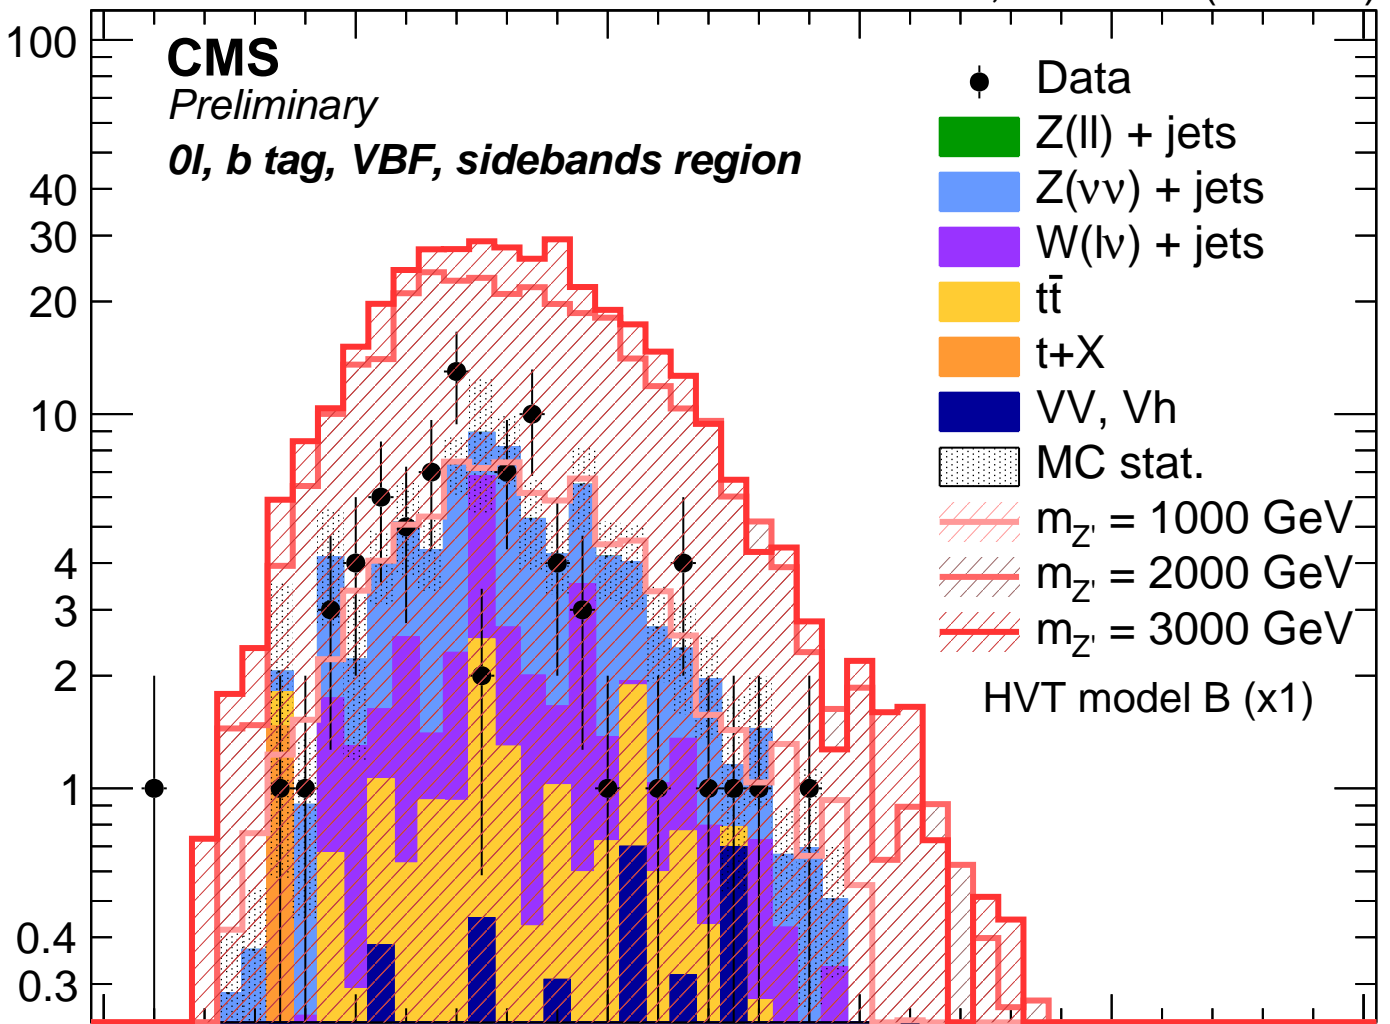 100
40
30
20
10
4
3
2
1
0.4
0.3
CMS
Preliminary
0l, b tag, VBF, sidebands region
Data
Z(ll) + jets
Z(νν) + jets
W(lν) + jets
tt̄
t+X
VV, Vh
MC stat.
m_Z' = 1000 GeV
m_Z' = 2000 GeV
m_Z' = 3000 GeV
HVT model B (x1)